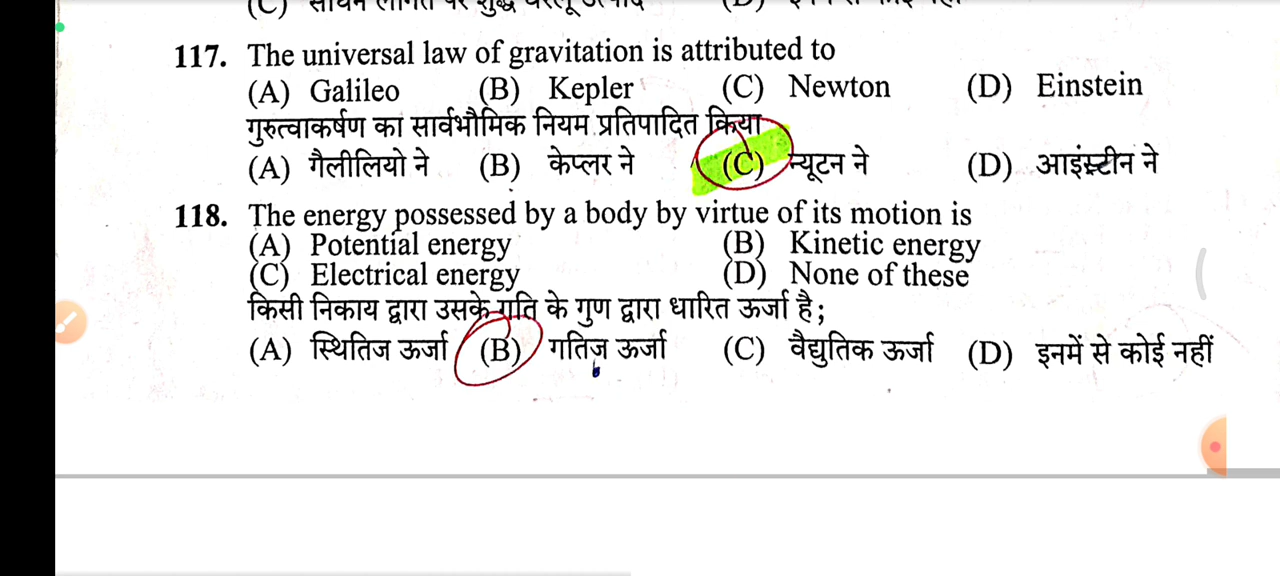 117. The universal law of gravitation is attributed to
(A) Galileo (B) Kepler (C) Newton (D) Einstein
गुरुत्वाकर्षण का सार्वभौमिक नियम प्रतिपादित किया
(A) गैलीलियो ने (B) केप्लर ने (C) न्यूटन ने (D) आइंस्टीन ने
118. The energy possessed by a body by virtue of its motion is
(A) Potential energy (B) Kinetic energy
(C) Electrical energy (D) None of these
किसी निकाय द्वारा उसके गति के गुण द्वारा धारित ऊर्जा है;
(A) स्थितिज ऊर्जा (B) गतिज ऊर्जा (C) वैद्युतिक ऊर्जा (D) इनमें से कोई नहीं